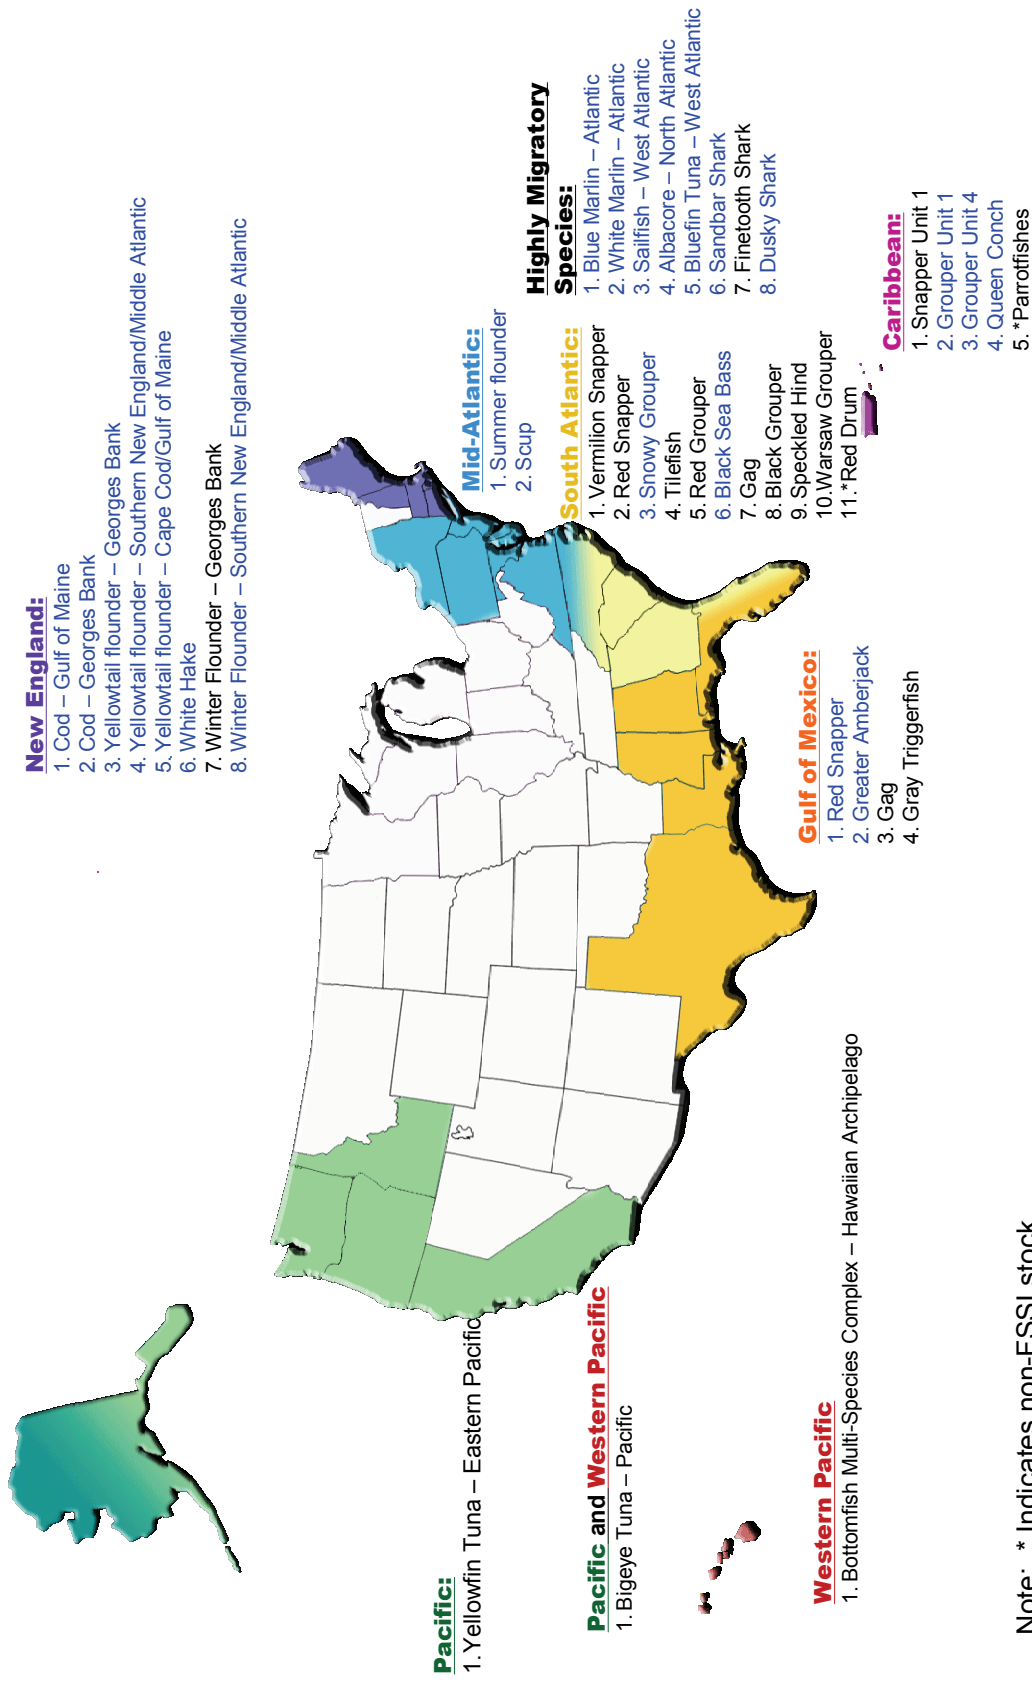 New England:
1. Cod – Gulf of Maine
2. Cod – Georges Bank
3. Yellowtail flounder – Georges Bank
4. Yellowtail flounder – Southern New England/Middle Atlantic
5. Yellowtail flounder – Cape Cod/Gulf of Maine
6. White Hake
7. Winter Flounder – Georges Bank
8. Winter Flounder – Southern New England/Middle Atlantic
Mid-Atlantic:
1. Summer flounder
2. Scup
Highly Migratory
Species:
1. Blue Marlin – Atlantic
2. White Marlin – Atlantic
3. Sailfish – West Atlantic
4. Albacore – North Atlantic
5. Bluefin Tuna – West Atlantic
6. Sandbar Shark
7. Finetooth Shark
8. Dusky Shark
South Atlantic:
1. Vermilion Snapper
2. Red Snapper
3. Snowy Grouper
4. Tilefish
5. Red Grouper
6. Black Sea Bass
7. Gag
8. Black Grouper
9. Speckled Hind
10.Warsaw Grouper
11.*Red Drum
Caribbean:
1. Snapper Unit 1
2. Grouper Unit 1
3. Grouper Unit 4
4. Queen Conch
5. *Parrotfishes
Gulf of Mexico:
1. Red Snapper
2. Greater Amberjack
3. Gag
4. Gray Triggerfish
Pacific:
1.Yellowfin Tuna – Eastern Pacific
Pacific and Western Pacific
1. Bigeye Tuna – Pacific
Western Pacific
1. Bottomfish Multi-Species Complex – Hawaiian Archipelago
Note: * Indicates non-FSSI stock